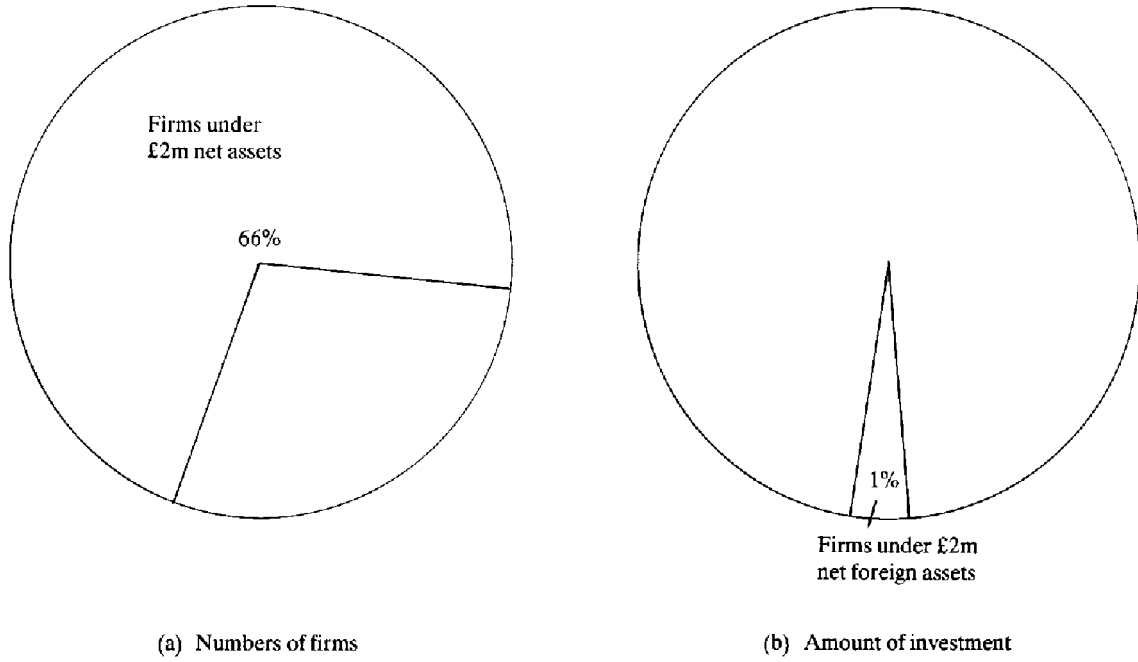 Firms under
£2m net assets
66%
1%
Firms under £2m
net foreign assets
(a) Numbers of firms
(b) Amount of investment